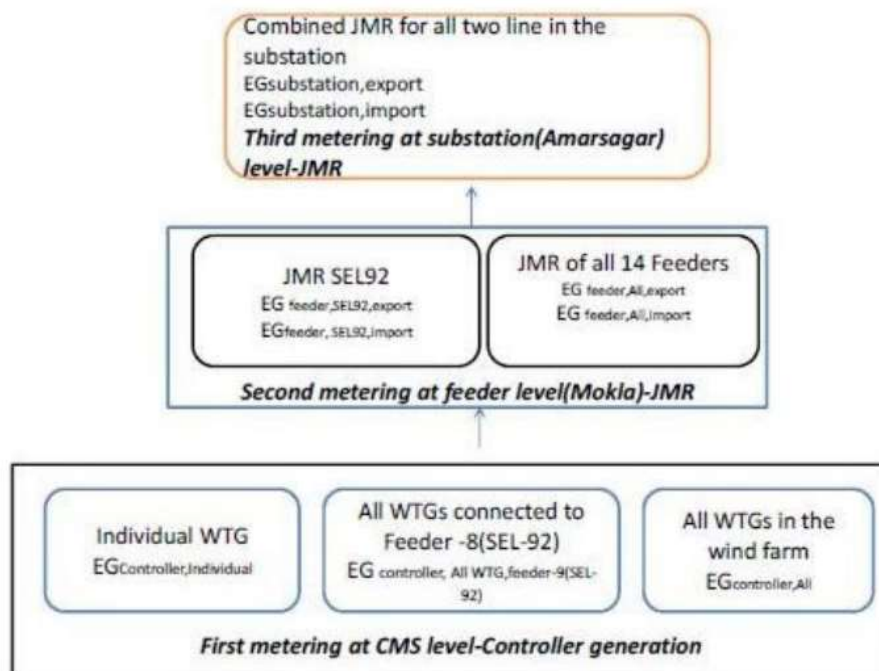 Combined JMR for all two line in the
substation
EGsubstation,export
EGsubstation,import
Third metering at substation(Amarsagar)
level-JMR
JMR SEL92
EG feeder,SEL92,export
EGfeeder, SEL92,import
JMR of all 14 Feeders
EG feeder,All,export
EG feeder,All,import
Second metering at feeder level(Mokla)-JMR
Individual WTG
EGController,Individual
All WTGs connected to
Feeder -8(SEL-92)
EG controller, All WTG,feeder-9(SEL-
92)
All WTGs in the
wind farm
EGcontroller,All
First metering at CMS level-Controller generation